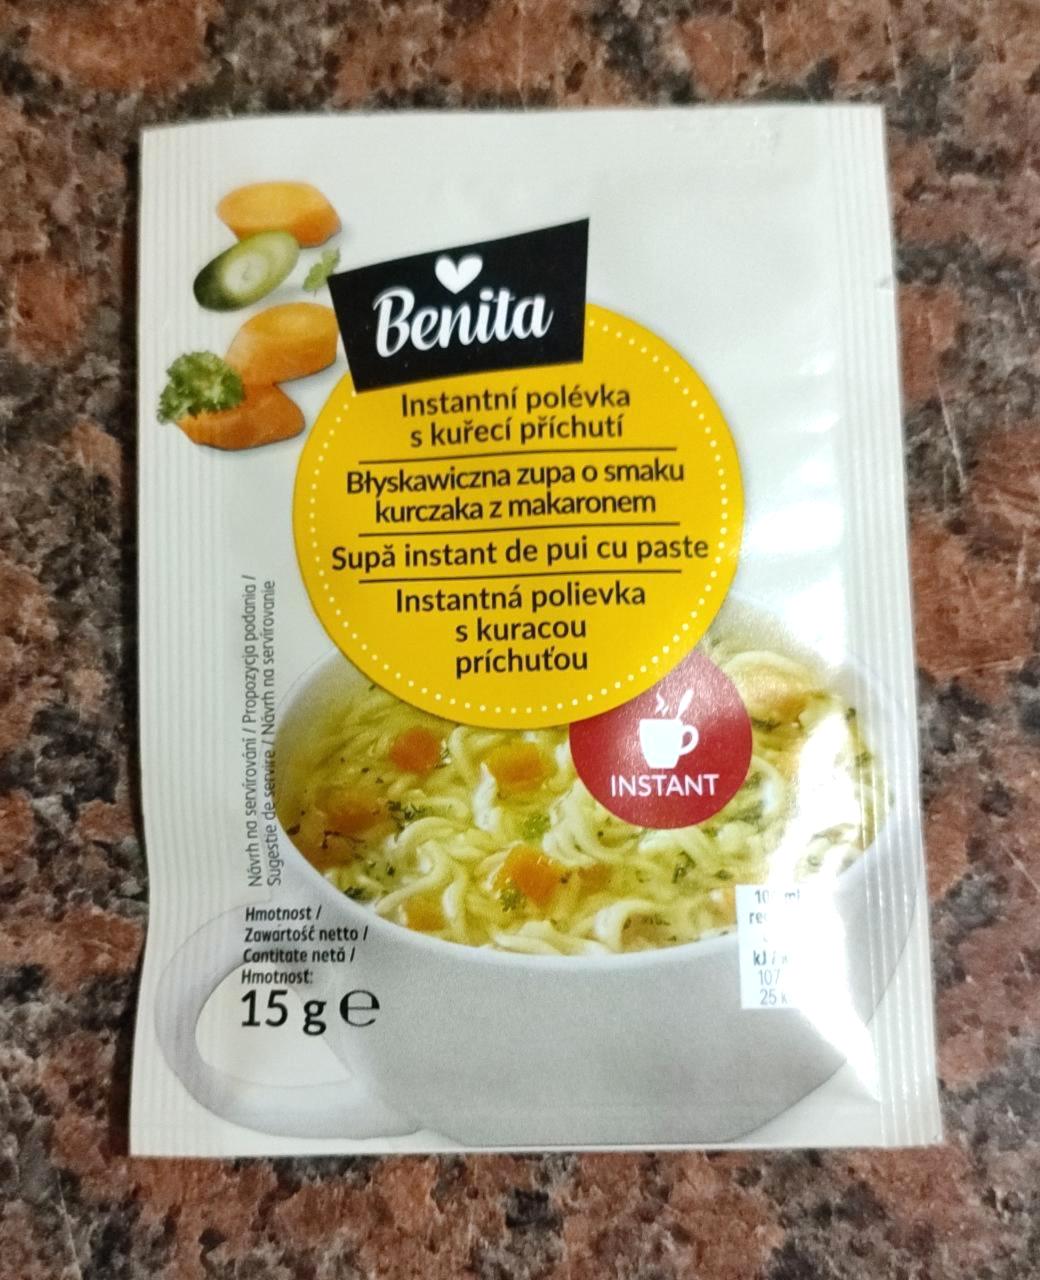 Benita
Instantní polévka
s kuřecí příchutí
Błyskawiczna zupa o smaku
kurczaka z makaronem
Supă instant de pui cu paste
Instantná polievka
s kuracou
príchuťou
INSTANT
Návrh na servírování / Propozycja podania /
Sugestie de servire / Návrh na servírovanie
Hmotnost /
Zawartość netto /
Cantitate netă /
Hmotnosť:
15 g e
kJ /
107
25